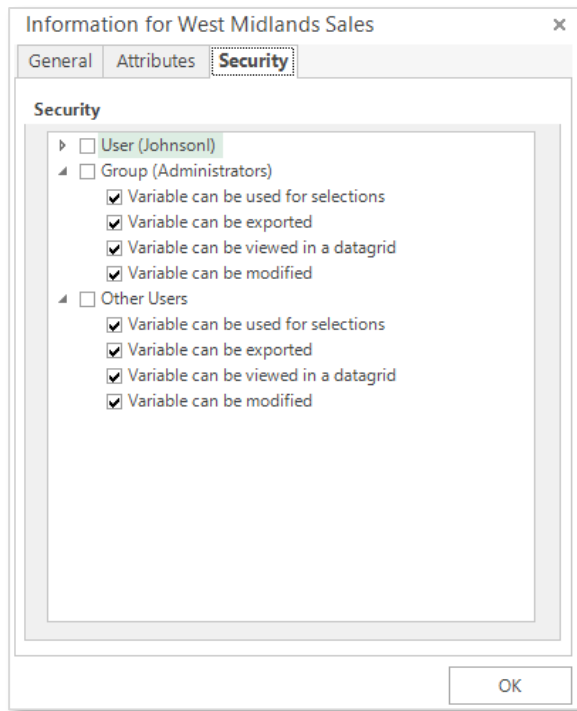 Information for West Midlands Sales
General Attributes Security
Security
User (Johnsonl)
Group (Administrators)
Variable can be used for selections
Variable can be exported
Variable can be viewed in a datagrid
Variable can be modified
Other Users
Variable can be used for selections
Variable can be exported
Variable can be viewed in a datagrid
Variable can be modified
OK